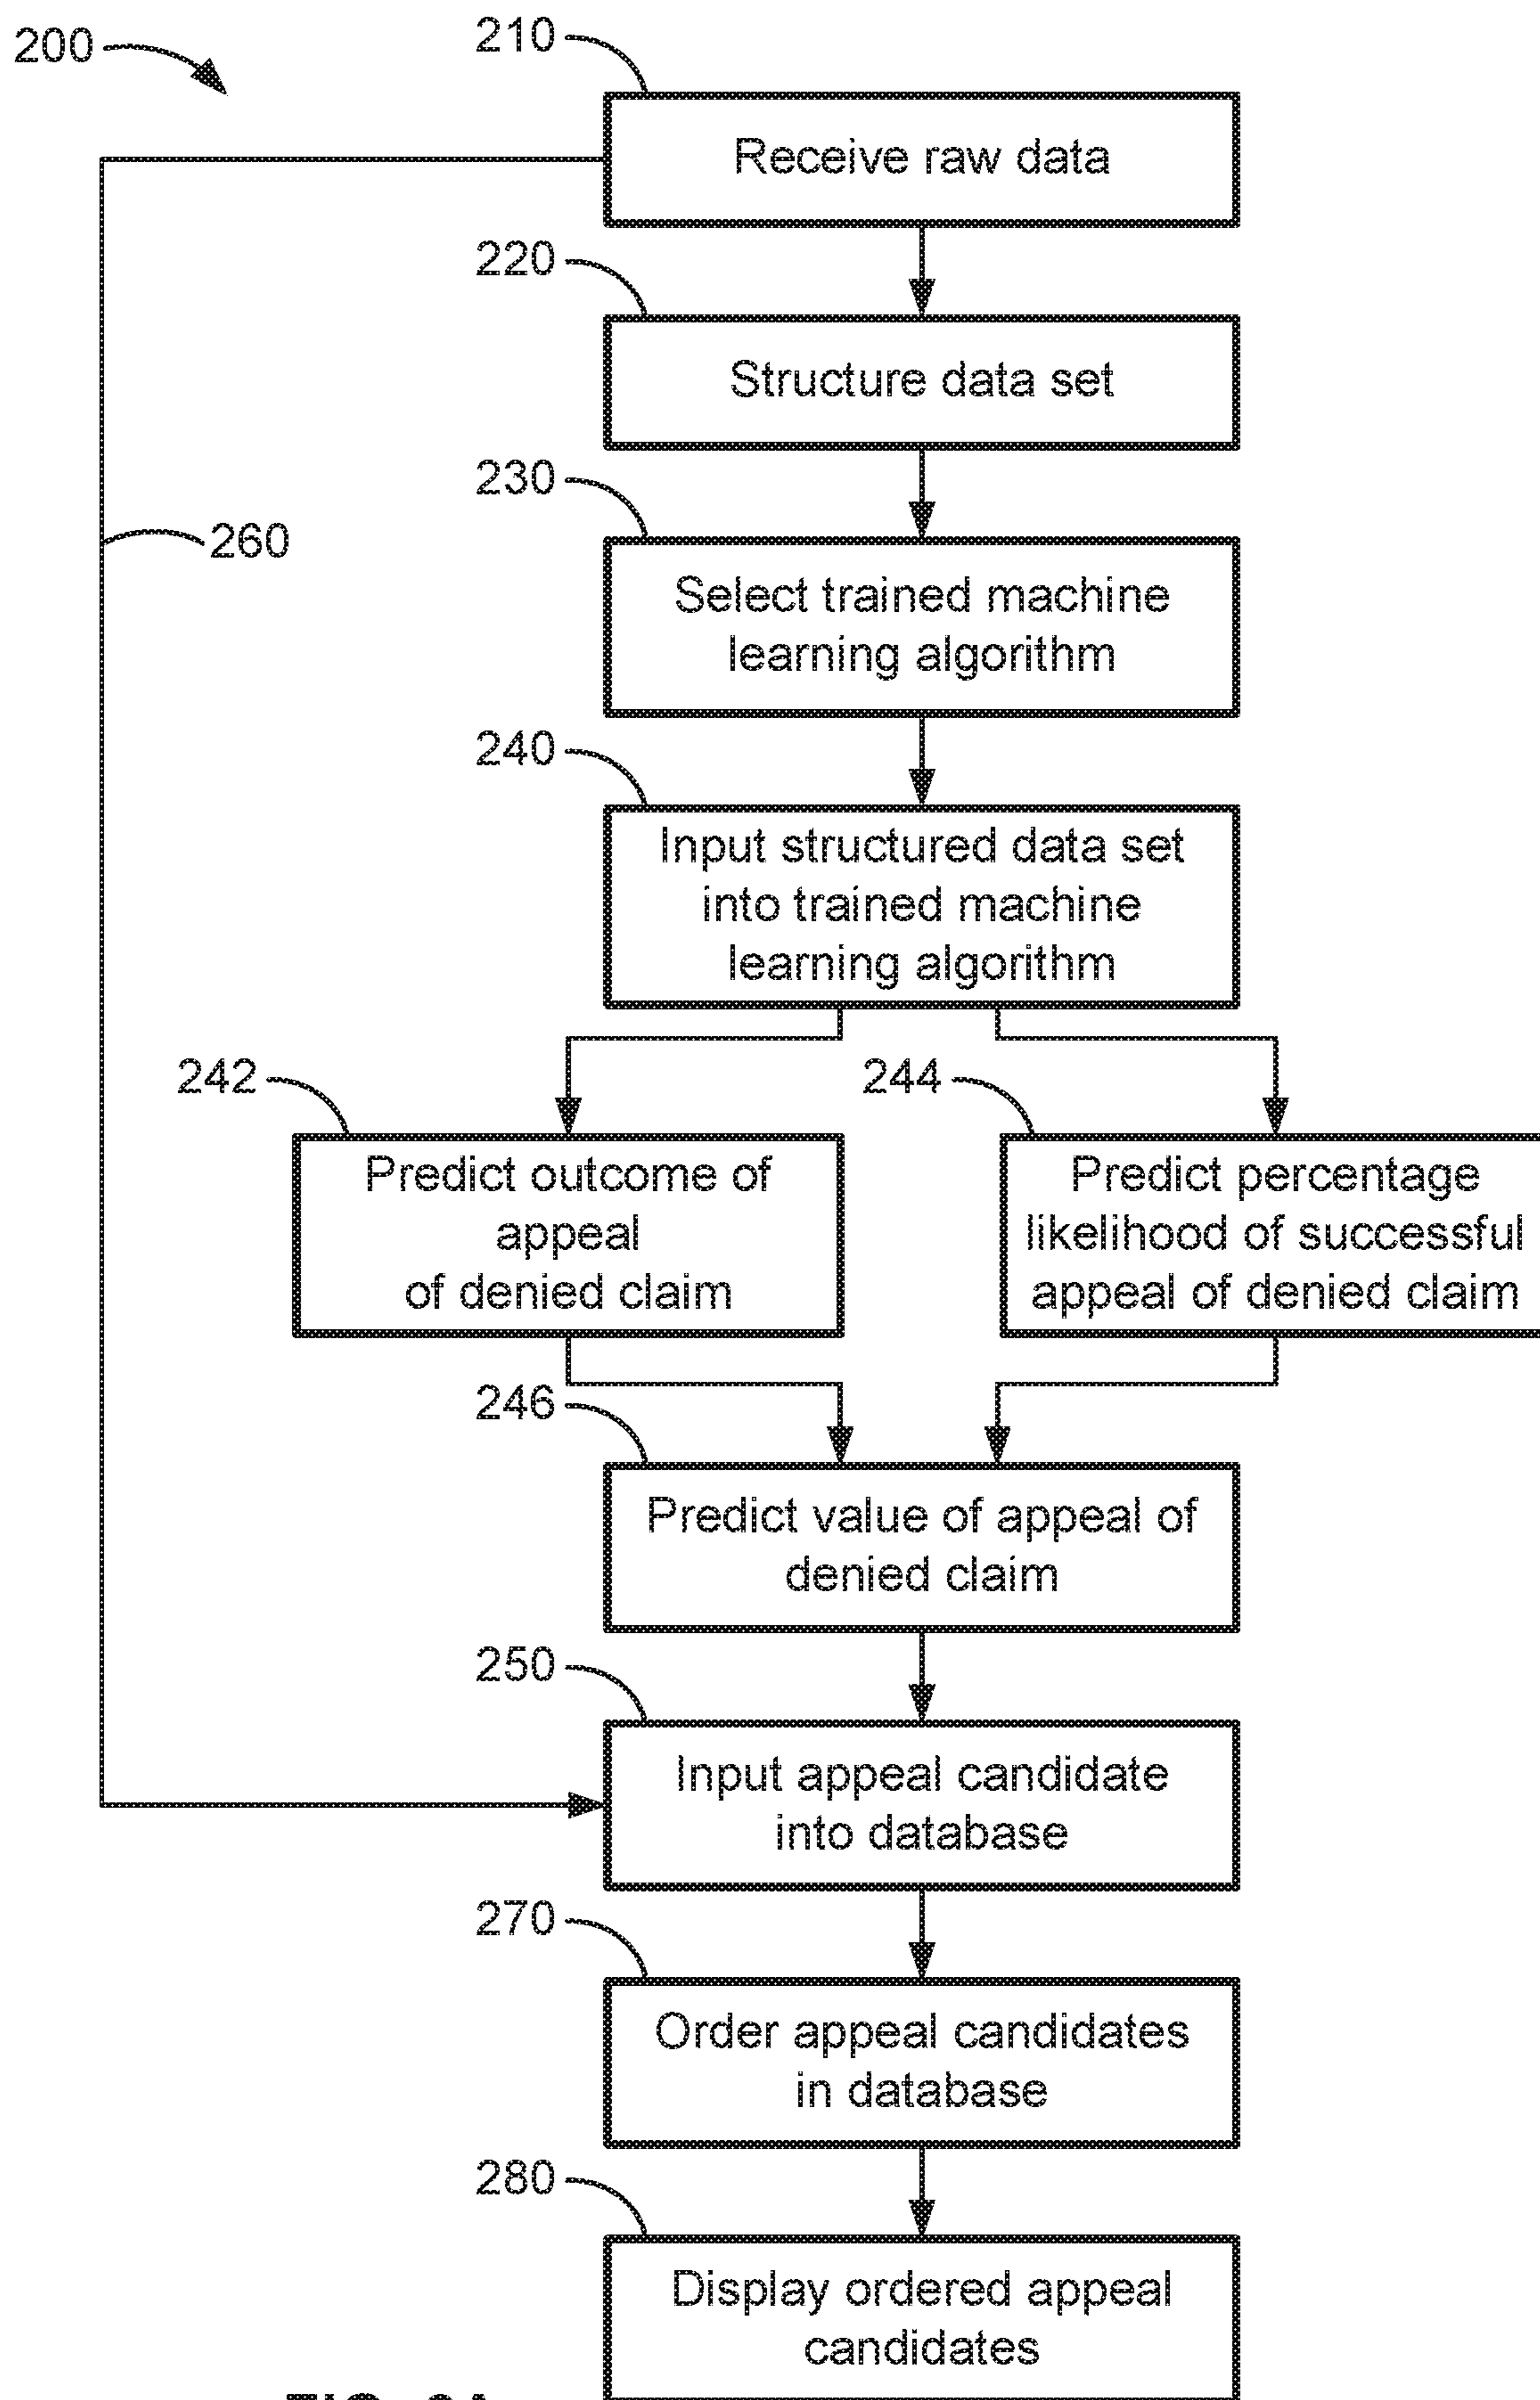 200
210
Receive raw data
220
Structure data set
230
260
Select trained machine
learning algorithm
240
Input structured data set
into trained machine
learning algorithm
242
244
Predict outcome of
appeal
of denied claim
Predict percentage
likelihood of successful
appeal of denied claim
246
Predict value of appeal of
denied claim
250
Input appeal candidate
into database
270
Order appeal candidates
in database
280
Display ordered appeal
candidates